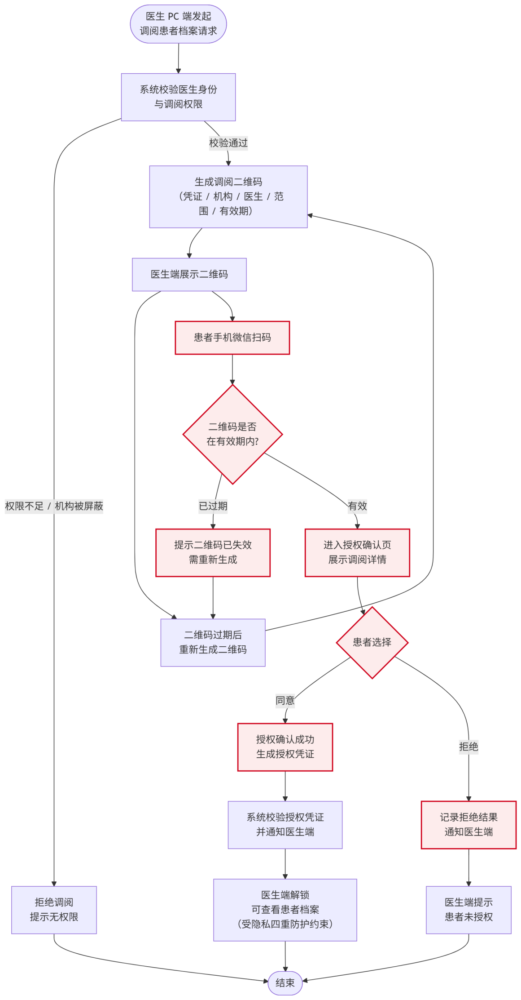 医生 PC 端发起
调阅患者档案请求
系统校验医生身份
与调阅权限
校验通过
生成调阅二维码
（凭证 / 机构 / 医生 / 范
围 / 有效期）
医生端展示二维码
患者手机微信扫码
二维码是否
在有效期内?
权限不足 / 机构被屏蔽
已过期
有效
提示二维码已失效
需重新生成
进入授权确认页
展示调阅详情
二维码过期后
重新生成二维码
患者选择
同意
拒绝
授权确认成功
生成授权凭证
系统校验授权凭证
并通知医生端
记录拒绝结果
通知医生端
拒绝调阅
提示无权限
医生端解锁
可查看患者档案
（受隐私四重防护约束）
医生端提示
患者未授权
结束